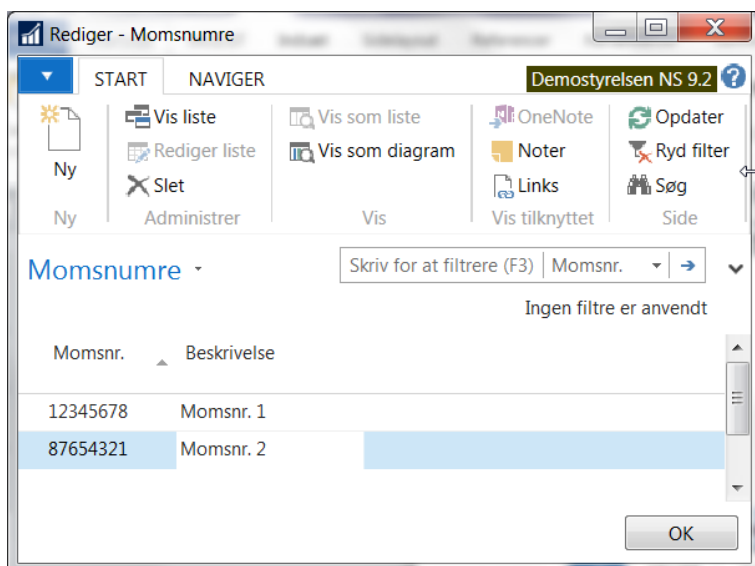 Rediger - Momsnumre
START NAVIGER Demostyrelsen NS 9.2 ?
Ny
Vis liste
Rediger liste
Slet
Vis som liste
Vis som diagram
OneNote
Noter
Links
Opdater
Ryd filter
Søg
Ny Administrer Vis Vis tilknyttet Side
Momsnumre Skriv for at filtrere (F3) Momsnr.
Ingen filtre er anvendt
Momsnr. Beskrivelse
12345678 Momsnr. 1
87654321 Momsnr. 2
OK